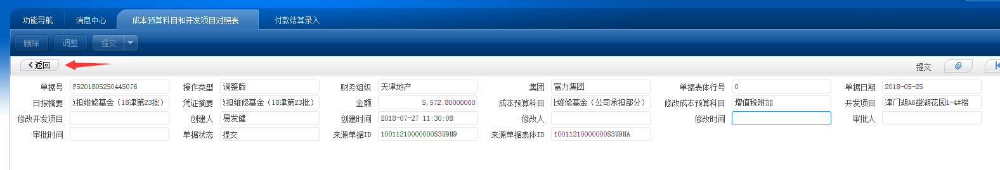 功能导航 消息中心 成本预算科目和开发项目对照表 付款结算录入
删除 调整 提交
返回 提交
单据号 F5201805250445076 操作类型 调整版 财务组织 天津地产 集团 富力集团 单据表体行号 0 单据日期 2018-05-25
日报摘要 担维修基金（18津第23批） 凭证摘要 担维修基金（18津第23批） 金额 5,572.80000000 成本预算科目 维修基金（公司承担部分） 修改成本预算科目 增值税附加 开发项目 津门湖A6黛湖花园1-4#楼
修改开发项目 创建人 易发健 创建时间 2018-07-27 11:30:08 修改人 修改时间 审批人
审批时间 单据状态 提交 来源单据ID 10011210000000S3U9N9 来源单据表体ID 10011210000000S3U9NA